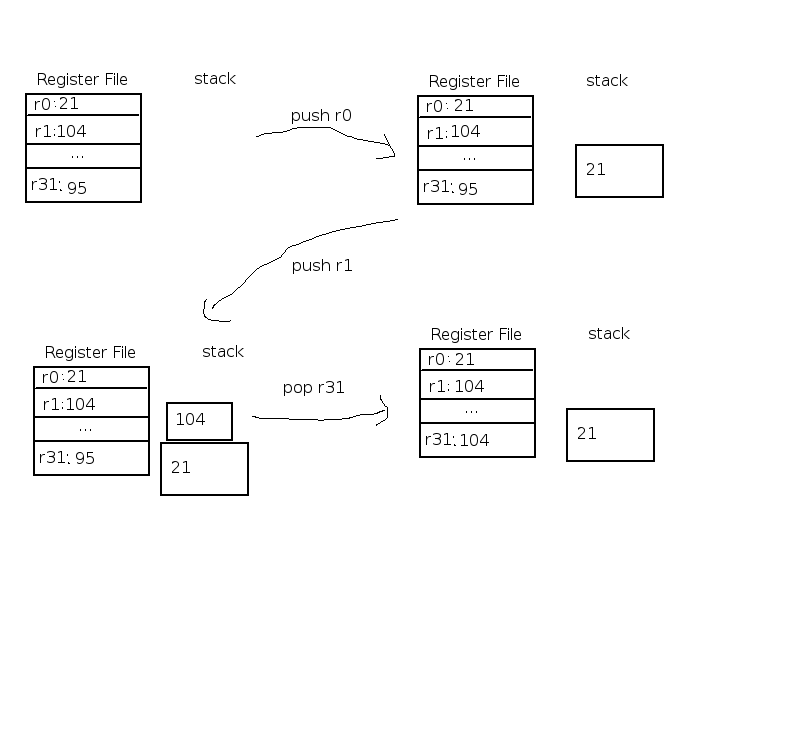 Register File
stack
r0:21
r1:104
...
r31: 95
push r0
Register File
stack
r0: 21
r1:104
...
r31: 95
21
push r1
Register File
stack
r0:21
r1:104
...
r31: 95
104
21
pop r31
Register File
stack
r0:21
r1:104
...
r31:104
21